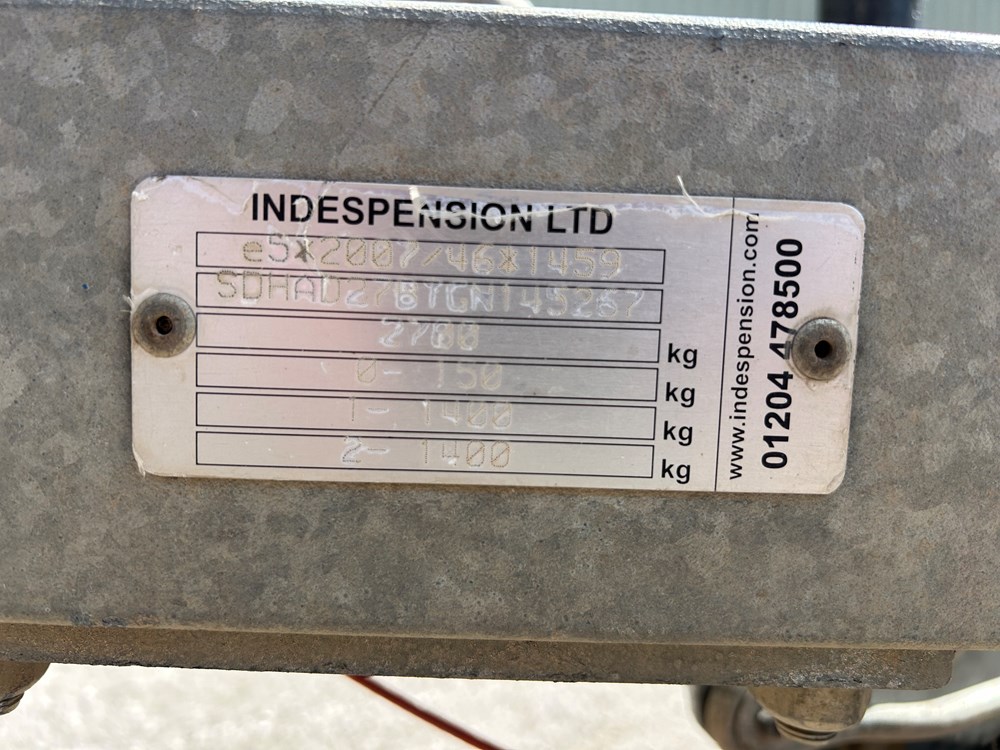 INDESPENSION LTD
e5*2007/46*1459
2700
kg
0- 150
kg
1- 1400
kg
2- 1400
kg
www.indespension.com
01204 478500